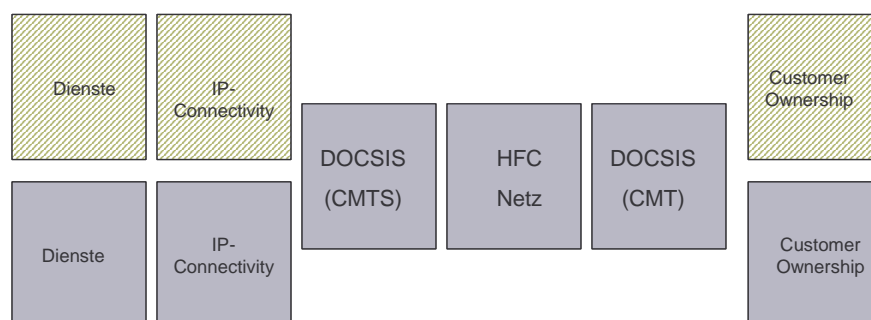 Dienste
IP-
Connectivity
Customer
Ownership
DOCSIS
(CMTS)
HFC
Netz
DOCSIS
(CMT)
Dienste
IP-
Connectivity
Customer
Ownership